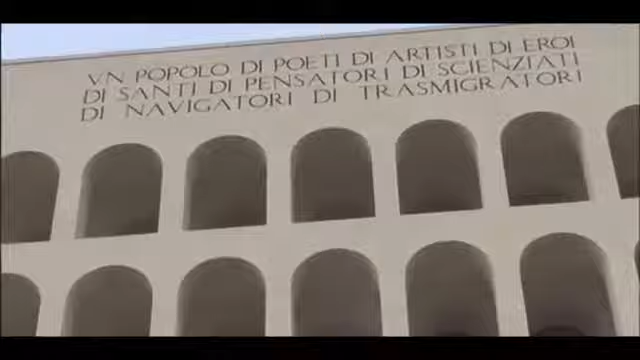 VN POPOLO DI POETI DI ARTISTI DI EROI
DI SANTI DI PENSATORI DI SCIENZIATI
DI NAVIGATORI DI TRASMIGRATORI